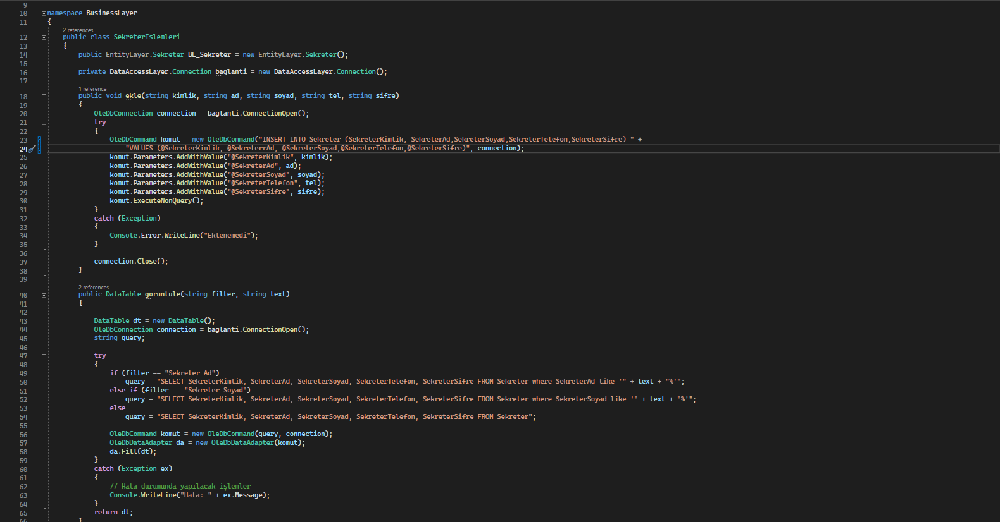 9
10 namespace BusinessLayer
11 {
2 references
12 public class SekreterIslemleri
13 {
14 public EntityLayer.Sekreter BL_Sekreter = new EntityLayer.Sekreter();
15
16 private DataAccessLayer.Connection baglanti = new DataAccessLayer.Connection();
17
1 reference
18 public void ekle(string kimlik, string ad, string soyad, string tel, string sifre)
19 {
20 OleDbConnection connection = baglanti.ConnectionOpen();
21 try
22 {
23 OleDbCommand komut = new OleDbCommand("INSERT INTO Sekreter (SekreterKimlik, SekreterAd,SekreterSoyad,SekreterTelefon,SekreterSifre) " +
24 "VALUES (@SekreterKimlik, @SekreterrAd, @SekreterSoyad,@SekreterTelefon,@SekreterSifre)", connection);
25 komut.Parameters.AddWithValue("@SekreterKimlik", kimlik);
26 komut.Parameters.AddWithValue("@SekreterAd", ad);
27 komut.Parameters.AddWithValue("@SekreterSoyad", soyad);
28 komut.Parameters.AddWithValue("@SekreterTelefon", tel);
29 komut.Parameters.AddWithValue("@SekreterSifre", sifre);
30 komut.ExecuteNonQuery();
31 }
32 catch (Exception)
33 {
34 Console.Error.WriteLine("Eklenemedi");
35 }
36
37 connection.Close();
38 }
39
2 references
40 public DataTable goruntule(string filter, string text)
41 {
42
43 DataTable dt = new DataTable();
44 OleDbConnection connection = baglanti.ConnectionOpen();
45 string query;
46
47 try
48 {
49 if (filter == "Sekreter Ad")
50 query = "SELECT SekreterKimlik, SekreterAd, SekreterSoyad, SekreterTelefon, SekreterSifre FROM Sekreter where SekreterAd like '" + text + "%'";
51 else if (filter == "Sekreter Soyad")
52 query = "SELECT SekreterKimlik, SekreterAd, SekreterSoyad, SekreterTelefon, SekreterSifre FROM Sekreter where SekreterSoyad like '" + text + "%'";
53 else
54 query = "SELECT SekreterKimlik, SekreterAd, SekreterSoyad, SekreterTelefon, SekreterSifre FROM Sekreter";
55
56 OleDbCommand komut = new OleDbCommand(query, connection);
57 OleDbDataAdapter da = new OleDbDataAdapter(komut);
58 da.Fill(dt);
59 }
60 catch (Exception ex)
61 {
62 // Hata durumunda yapılacak işlemler
63 Console.WriteLine("Hata: " + ex.Message);
64 }
65 return dt;
66 }